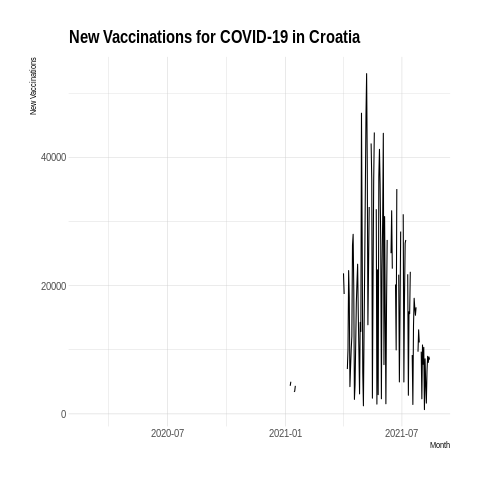 New Vaccinations for COVID-19 in Croatia
New Vaccinations
40000
20000
0
2020-07
2021-01
2021-07
Month